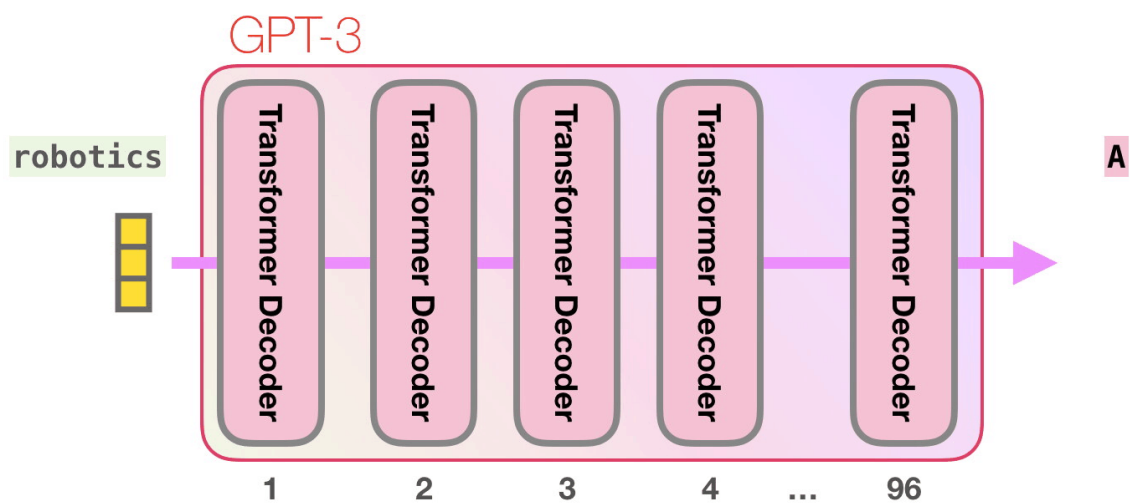 GPT-3
robotics
Transformer Decoder
Transformer Decoder
Transformer Decoder
Transformer Decoder
Transformer Decoder
A
1 2 3 4 ... 96